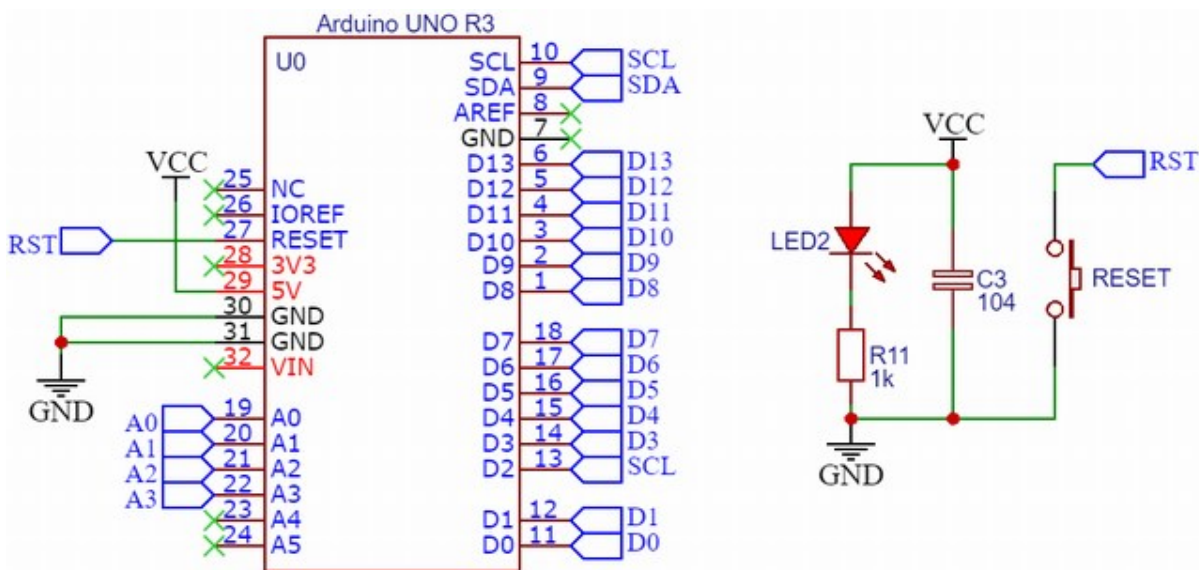 Arduino UNO R3
U0
VCC
RST
25 NC
26 IOREF
27 RESET
28 3V3
29 5V
30 GND
31 GND
32 VIN
GND
A0 19 A0
A1 20 A1
A2 21 A2
A3 22 A3
23 A4
24 A5
SCL 10 SCL
SDA 9 SDA
AREF 8
GND 7
D13 6 D13
D12 5 D12
D11 4 D11
D10 3 D10
D9 2 D9
D8 1 D8
D7 18 D7
D6 17 D6
D5 16 D5
D4 15 D4
D3 14 D3
D2 13 SCL
D1 12 D1
D0 11 D0
VCC
RST
LED2
C3
104
RESET
R11
1k
GND